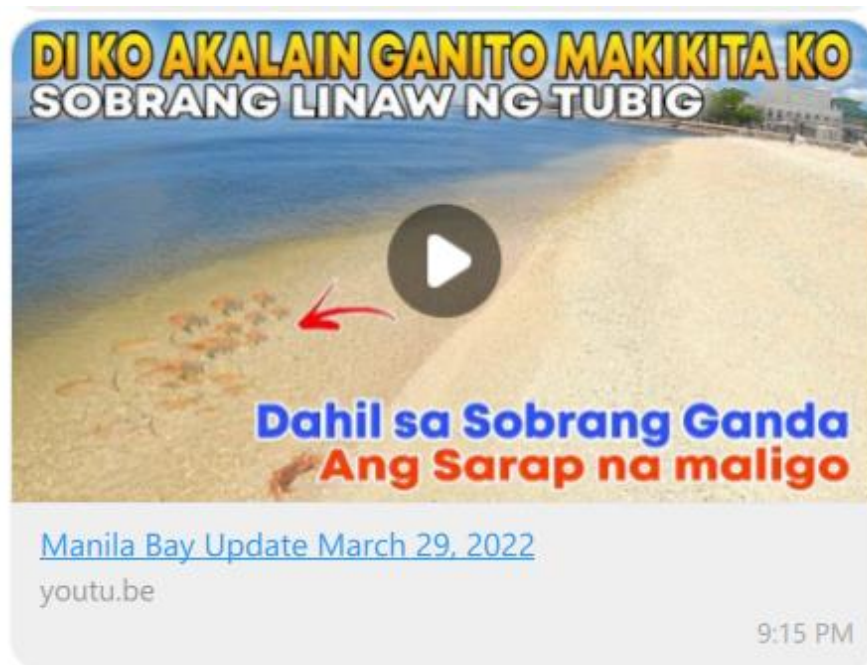 DI KO AKALAIN GANITO MAKIKITA KO
SOBRANG LINAW NG TUBIG
Dahil sa Sobrang Ganda
Ang Sarap na maligo
Manila Bay Update March 29, 2022
youtu.be
9:15 PM